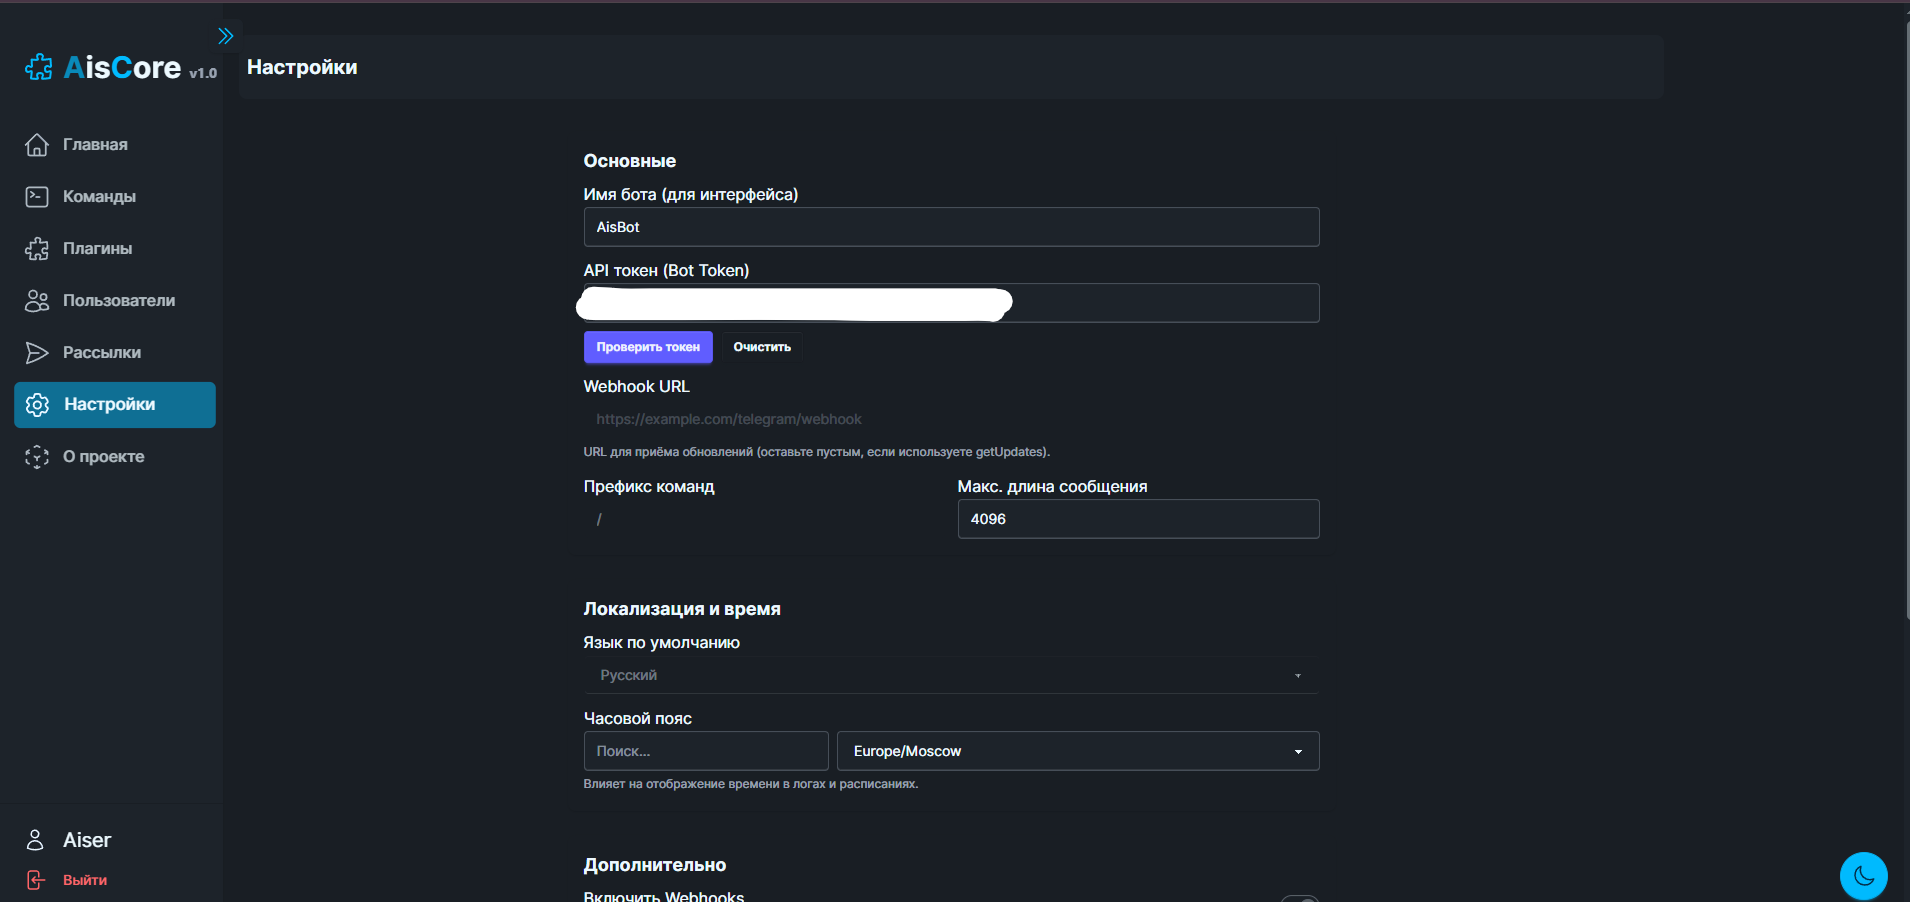 AisCore v1.0
Настройки
Главная
Команды
Плагины
Пользователи
Рассылки
Настройки
О проекте
Aiser
Выйти
Основные
Имя бота (для интерфейса)
AisBot
API токен (Bot Token)
Проверить токен Очистить
Webhook URL
https://example.com/telegram/webhook
URL для приёма обновлений (оставьте пустым, если используете getUpdates).
Префикс команд Макс. длина сообщения
/ 4096
Локализация и время
Язык по умолчанию
Русский
Часовой пояс
Поиск... Europe/Moscow
Влияет на отображение времени в логах и расписаниях.
Дополнительно
Включить Webhooks